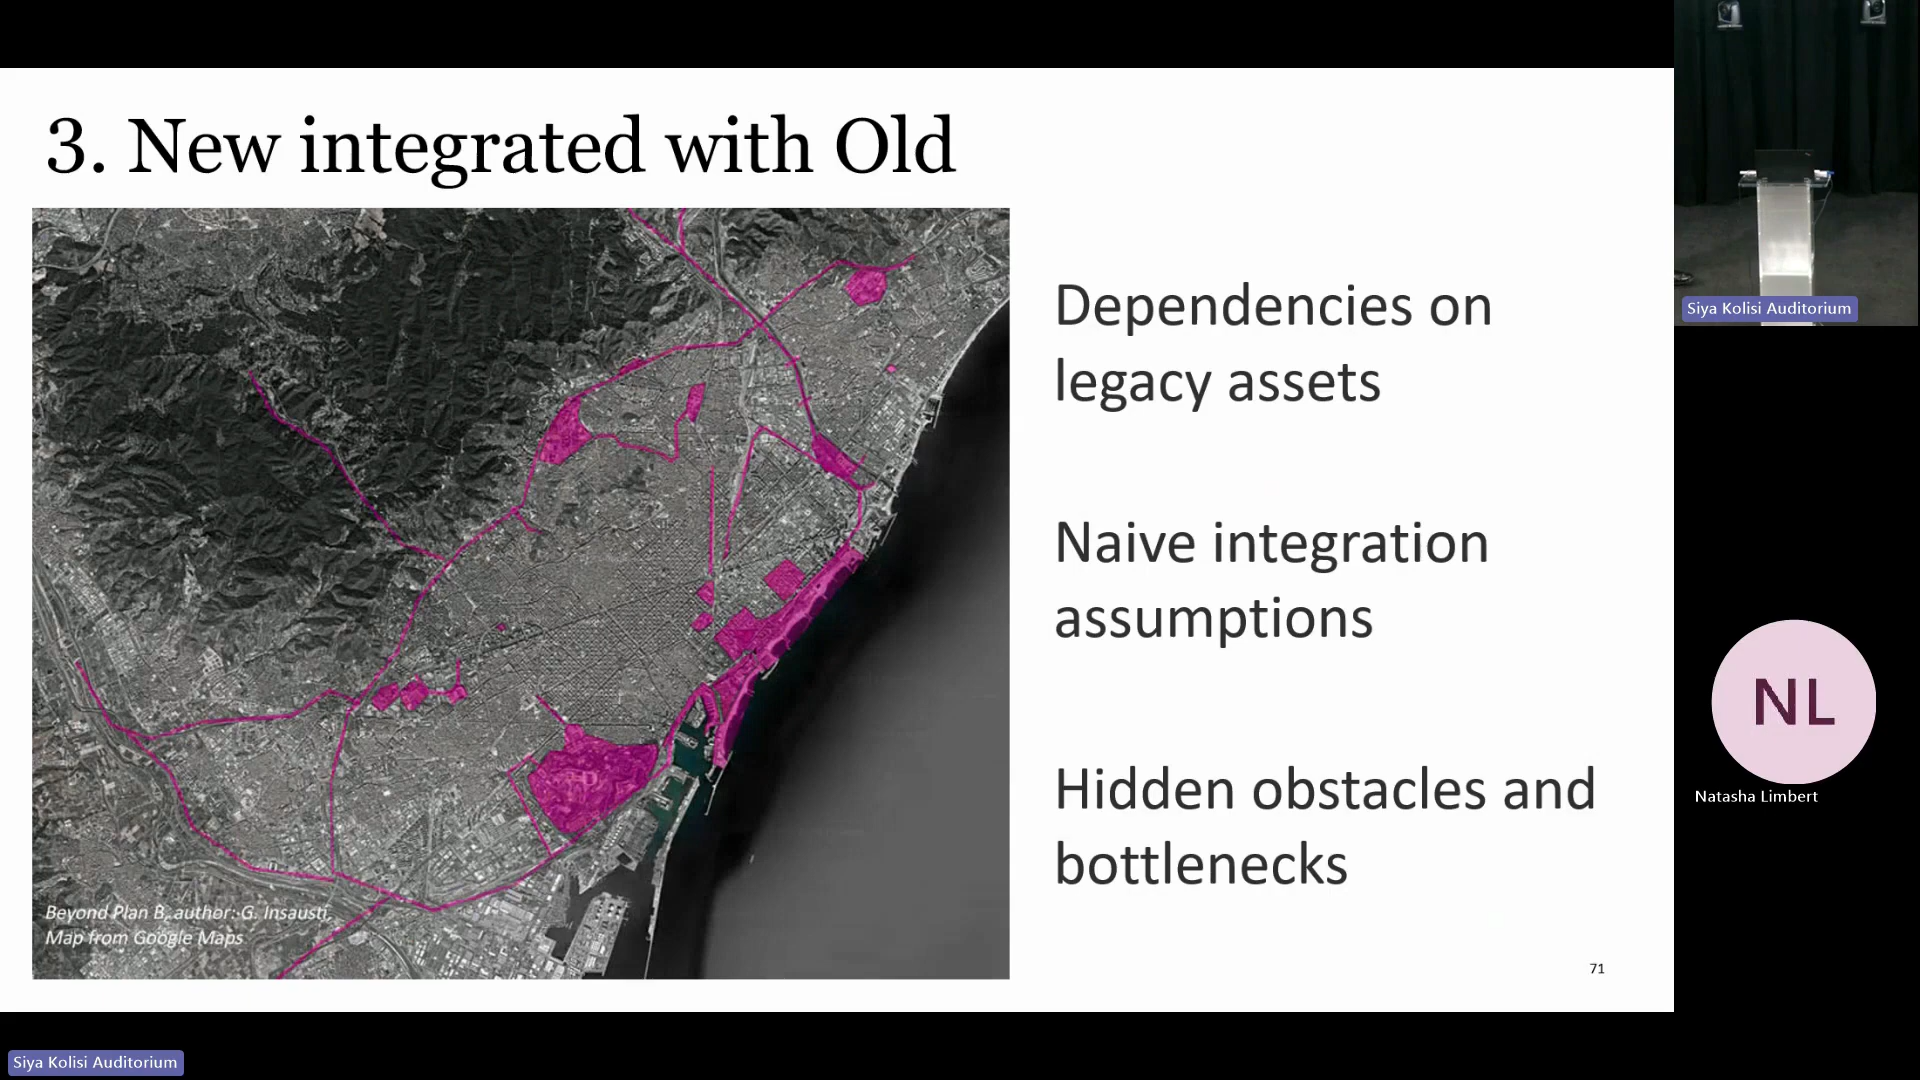 3. New integrated with Old
Dependencies on
legacy assets
Naive integration
assumptions
Hidden obstacles and
bottlenecks
Beyond Plan B, author: G. Insausti,
Map from Google Maps
71
Siya Kolisi Auditorium
NL
Natasha Limbert
Siya Kolisi Auditorium